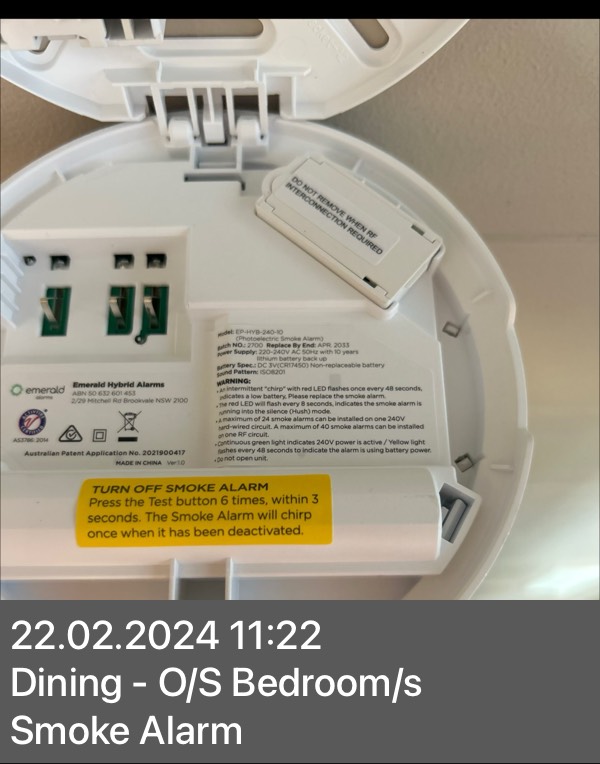 DO NOT REMOVE WHEN RF
INTERCONNECTION REQUIRED
Model: EP-HYB-240-10
(Photoelectric Smoke Alarm)
Batch NO.: 2700 Replace By End: APR. 2033
Power Supply: 220-240V AC 50Hz with 10 years
lithium battery back up
Battery Spec.: DC 3V(CR17450) Non-replaceable battery
Sound Pattern: ISO8201
WARNING:
An intermittent "chirp" with red LED flashes once every 48 seconds,
indicates a low battery, Please replace the smoke alarm.
red LED will flash every 8 seconds, indicates the smoke alarm is
running into the silence (Hush) mode.
A maximum of 24 smoke alarms can be installed on one 240V
hard-wired circuit. A maximum of 40 smoke alarms can be installed
on one RF circuit.
Continuous green light indicates 240V power is active / Yellow light
flashes every 48 seconds to indicate the alarm is using battery power.
Do not open unit.
emerald
alarms
Emerald Hybrid Alarms
ABN 50 632 601 453
2/29 Mitchell Rd Brookvale NSW 2100
AS3786: 2014
Australian Patent Application No. 2021900417
MADE IN CHINA Ver:1.0
TURN OFF SMOKE ALARM
Press the Test button 6 times, within 3
seconds. The Smoke Alarm will chirp
once when it has been deactivated.
22.02.2024 11:22
Dining - O/S Bedroom/s
Smoke Alarm